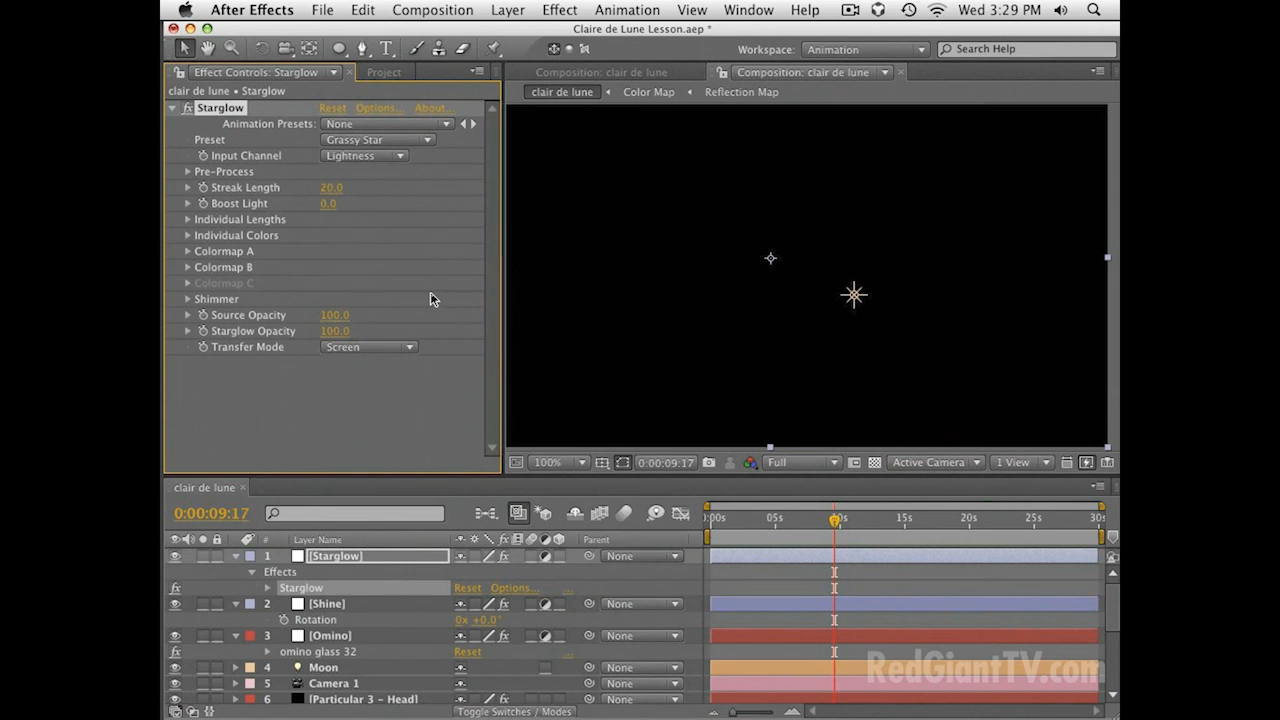 After Effects File Edit Composition Layer Effect Animation View Window Help Wed 3:29 PM
Claire de Lune Lesson.aep *
Workspace: Animation Search Help
Effect Controls: Starglow Project Composition: clair de lune Composition: clair de lune
clair de lune • Starglow
clair de lune Color Map Reflection Map
fx Starglow Reset Options... About...
Animation Presets: None
Preset Grassy Star
Input Channel Lightness
Pre-Process
Streak Length 20.0
Boost Light 0.0
Individual Lengths
Individual Colors
Colormap A
Colormap B
Colormap C
Shimmer
Source Opacity 100.0
Starglow Opacity 100.0
Transfer Mode Screen
100% 0:00:09:17 Full Active Camera 1 View
clair de lune
0:00:09:17
:00s 05s 10s 15s 20s 25s 30s
# Layer Name Parent
1 [Starglow] fx None
Effects
fx Starglow Reset Options... ...
2 [Shine] fx None
Rotation 0x +0.0°
3 [Omino] fx None
fx omino glass 32 Reset ...
4 Moon None
5 Camera 1 None
6 [Particular 3 - Head] fx None
Toggle Switches / Modes
RedGiantTV.com